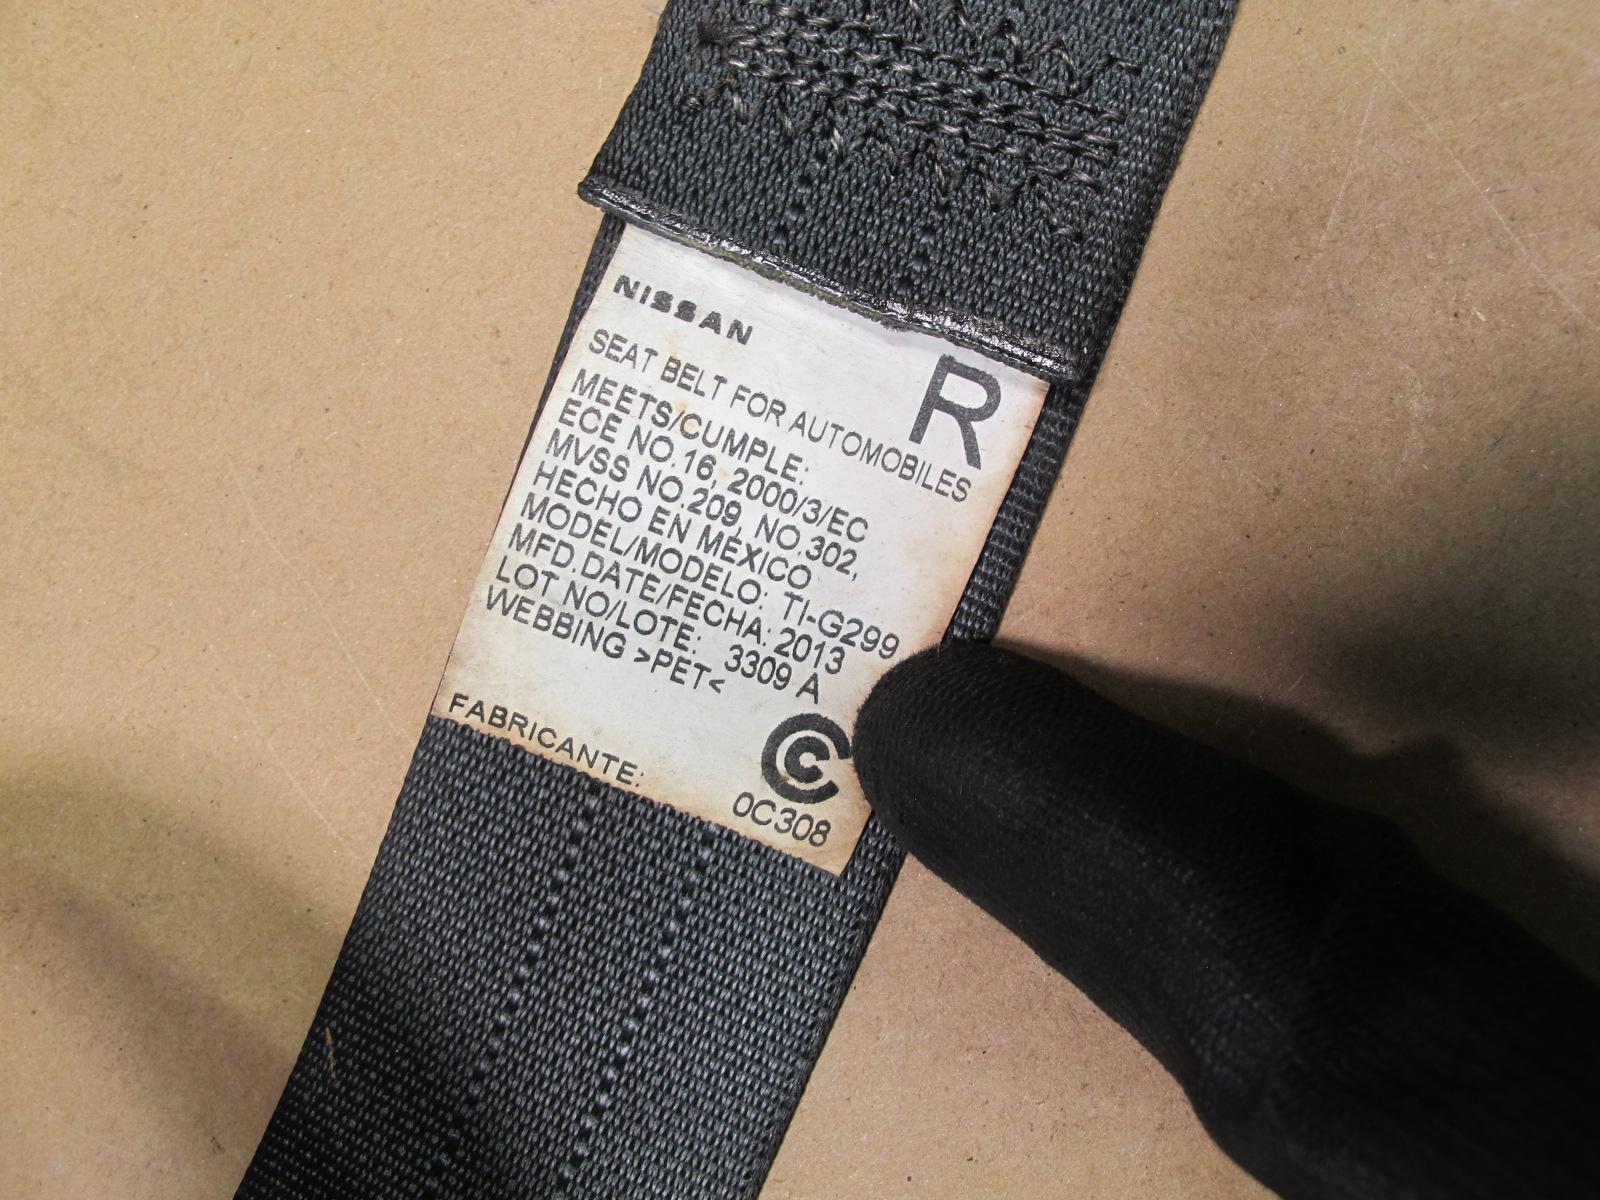 NISSAN
R
SEAT BELT FOR AUTOMOBILES
MEETS/CUMPLE:
ECE NO.16, 2000/3/EC
MVSS NO.209, NO.302,
HECHO EN MÉXICO
MODEL/MODELO: TI-G299
MFD.DATE/FECHA: 2013
LOT NO/LOTE: 3309 A
WEBBING >PET<
FABRICANTE:
CC
0C308